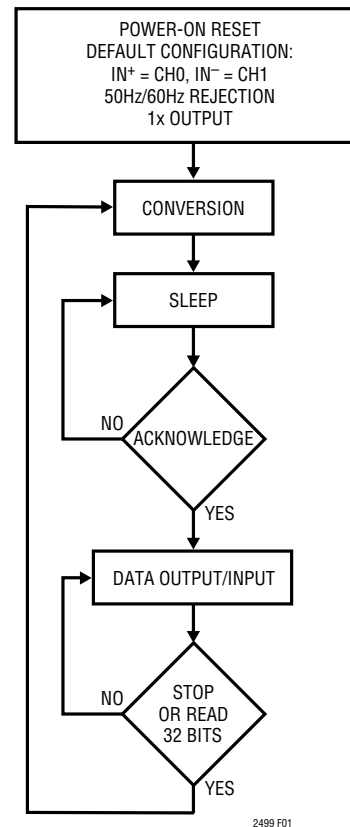 POWER-ON RESET
DEFAULT CONFIGURATION:
IN⁺ = CH0, IN⁻ = CH1
50Hz/60Hz REJECTION
1x OUTPUT
CONVERSION
SLEEP
NO
ACKNOWLEDGE
YES
DATA OUTPUT/INPUT
NO
STOP
OR READ
32 BITS
YES
2499 F01